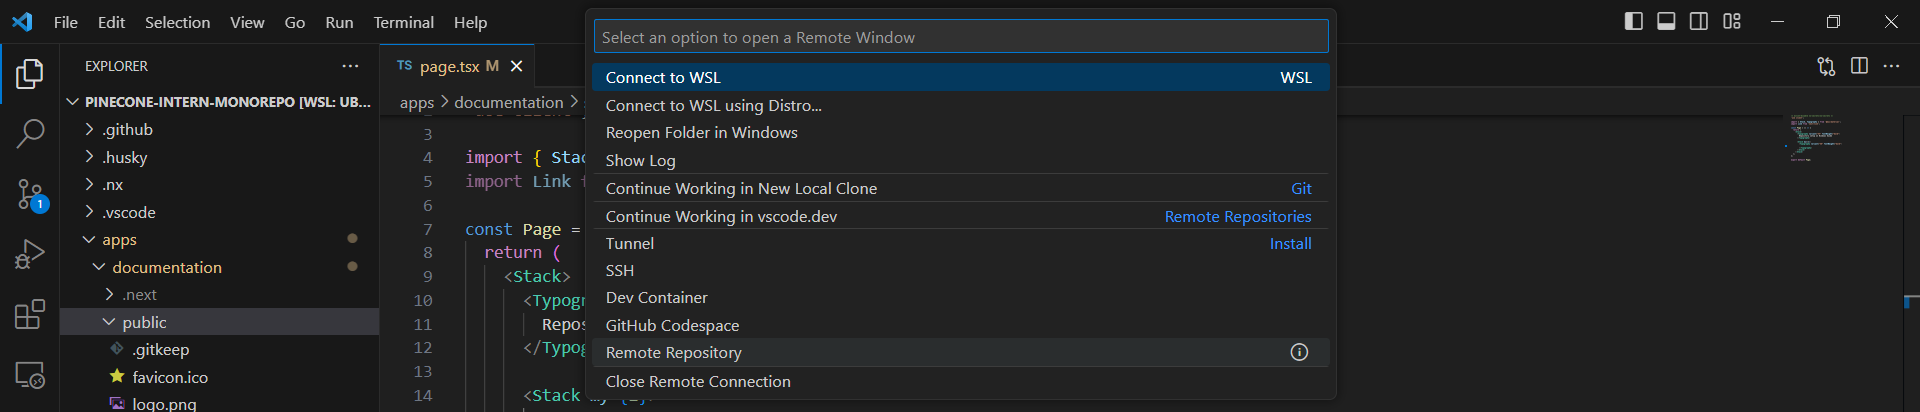 File Edit Selection View Go Run Terminal Help
Select an option to open a Remote Window
Connect to WSL WSL
Connect to WSL using Distro...
Reopen Folder in Windows
Show Log
Continue Working in New Local Clone Git
Continue Working in vscode.dev Remote Repositories
Tunnel Install
SSH
Dev Container
GitHub Codespace
Remote Repository
Close Remote Connection
EXPLORER
PINECONE-INTERN-MONOREPO [WSL: UB...
.github
.husky
.nx
.vscode
apps
documentation
.next
public
.gitkeep
favicon.ico
logo.png
1
TS page.tsx M
apps > documentation >
3
4 import { Stac
5 import Link
6
7 const Page =
8 return (
9 <Stack>
10 <Typogr
11 Repos
12 </Typog
13
14 <Stack